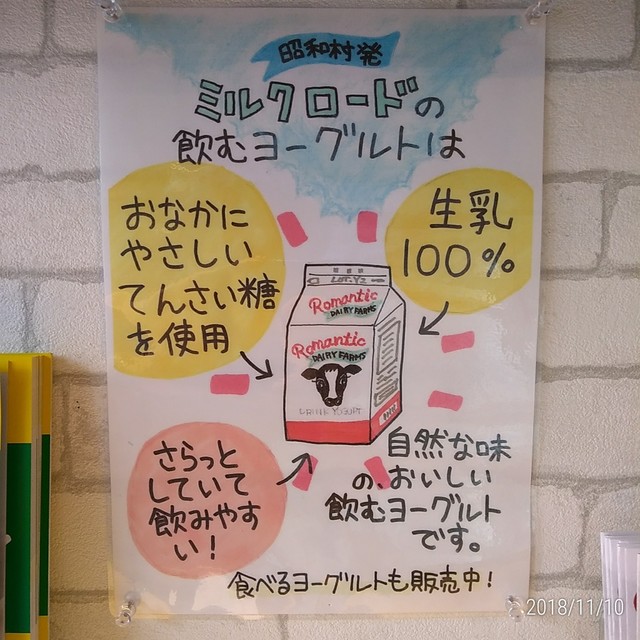 昭和村発
ミルクロードの
飲むヨーグルトは
おなかに
やさしい
てんさい糖
を使用
生乳
100%
Romantic
DAIRY FARMS
Romantic
DAIRY FARMS
DRINK YOGURT
さらっと
していて
飲みやす
い!
自然な味
の、おいしい
飲むヨーグルト
です。
食べるヨーグルトも販売中!
2018/11/10